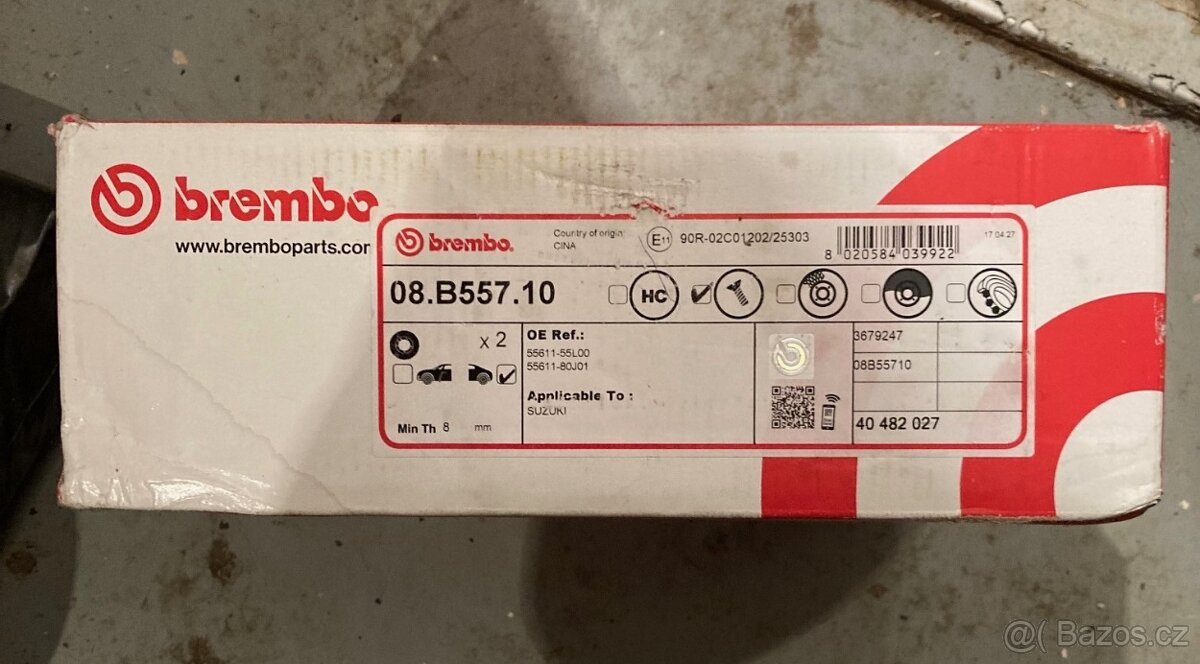 brembo
www.bremboparts.cor
brembo.
Country of origin:
CINA
E11 90R-02C01202/25303
8 020584 039922
17.04.27
08.B557.10
HC
x 2
OE Ref.:
55611-55L00
55611-80J01
Applicable To :
SUZUKI
Min Th 8 mm
3679247
08B55710
40 482 027
@( Bazos.cz